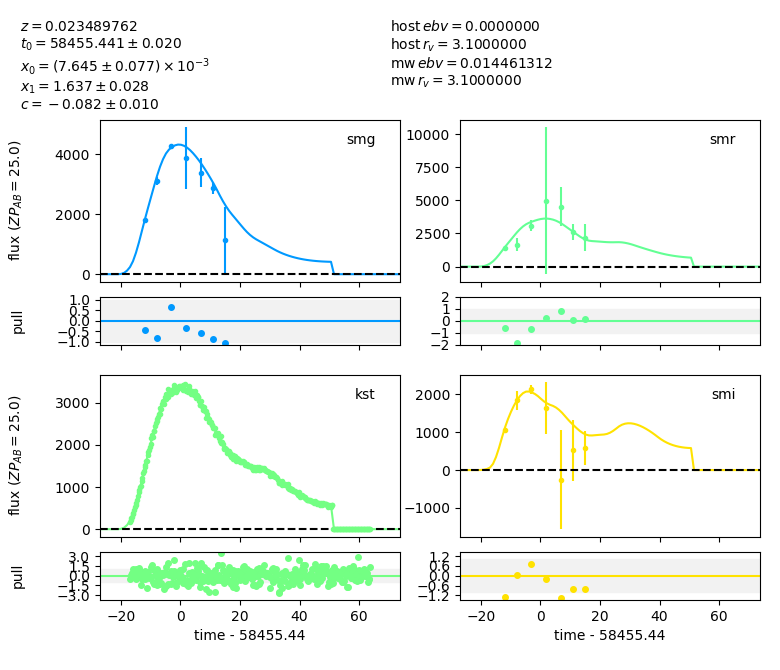 z = 0.023489762
t₀ = 58455.441 ± 0.020
x₀ = (7.645 ± 0.077) × 10⁻³
x₁ = 1.637 ± 0.028
c = −0.082 ± 0.010
host ebv = 0.0000000
host r_v = 3.1000000
mw ebv = 0.014461312
mw r_v = 3.1000000
flux (ZP_AB = 25.0)
4000
2000
0
smg
10000
7500
5000
2500
0
smr
pull
1.0
0.5
0.0
−0.5
−1.0
2
1
0
−1
−2
flux (ZP_AB = 25.0)
3000
2000
1000
0
kst
2000
1000
0
−1000
smi
pull
3.0
1.5
0.0
−1.5
−3.0
1.2
0.6
0.0
−0.6
−1.2
−20 0 20 40 60
−20 0 20 40 60
time - 58455.44
time - 58455.44